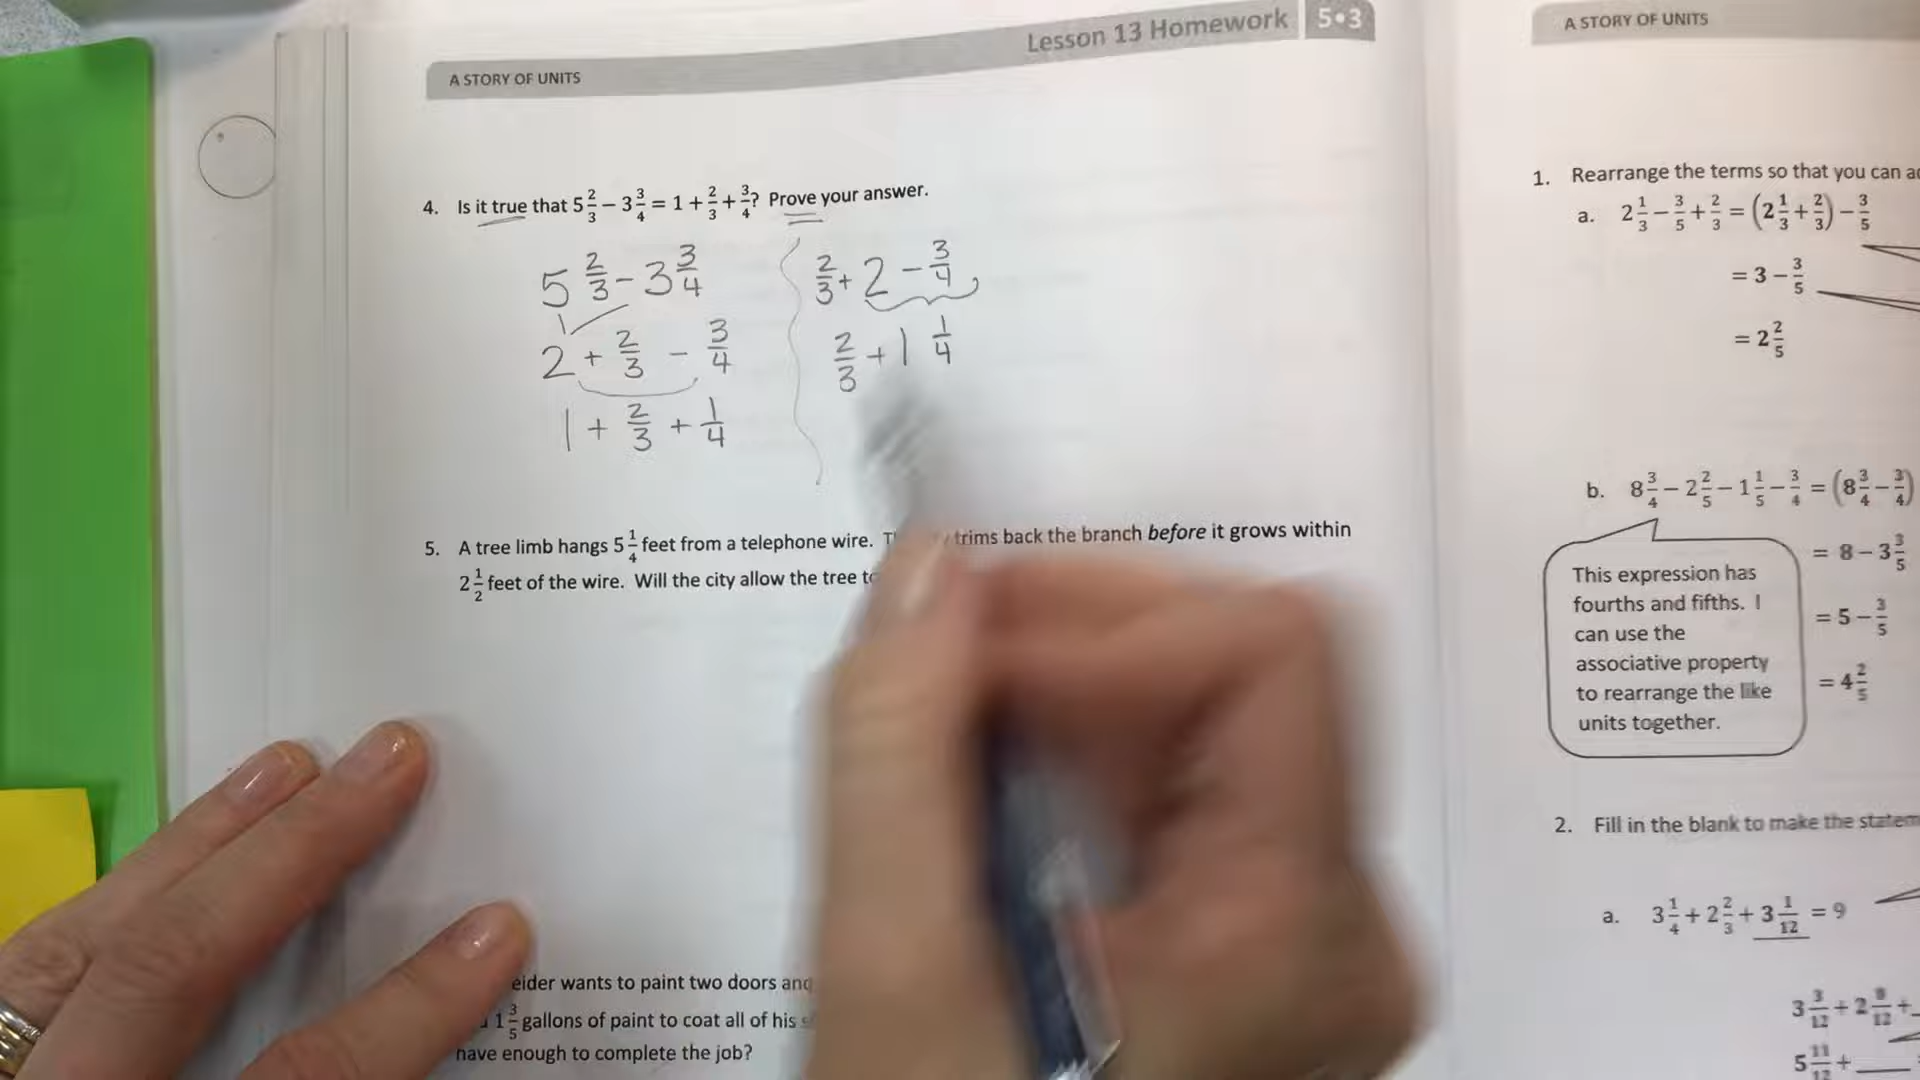 Lesson 13 Homework 5•3
A STORY OF UNITS
4. Is it true that 5 2/3 − 3 3/4 = 1 + 2/3 + 3/4? Prove your answer.
5 2/3 − 3 3/4
2 + 2/3 − 3/4
1 + 2/3 + 1/4
2/3 + 2 − 3/4
2/3 + 1 1/4
5. A tree limb hangs 5 1/4 feet from a telephone wire. trims back the branch before it grows within
2 1/2 feet of the wire. Will the city allow the tree
wants to paint two doors and
1 3/5 gallons of paint to coat all of his
have enough to complete the job?
A STORY OF UNITS
1. Rearrange the terms so that you can
a. 2 1/3 − 3/5 + 2/3 = (2 1/3 + 2/3) − 3/5
= 3 − 3/5
= 2 2/5
b. 8 3/4 − 2 2/5 − 1 1/5 − 3/4 = (8 3/4 − 3/4)
= 8 − 3 3/5
= 5 − 3/5
= 4 2/5
This expression has
fourths and fifths. I
can use the
associative property
to rearrange the like
units together.
2. Fill in the blank to make the
a. 3 1/4 + 2 2/3 + 3 1/12 = 9
3 3/12 + 2 8/12 +
5 11/12 + ___